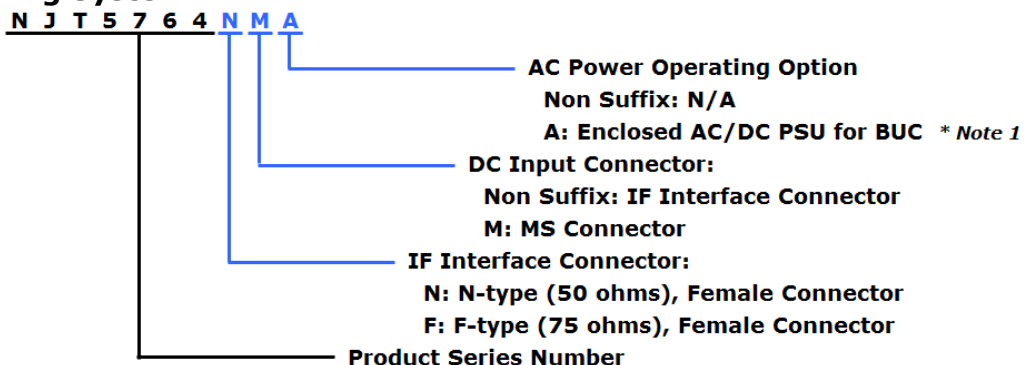 N J T 5 7 6 4 N M A
AC Power Operating Option
Non Suffix: N/A
A: Enclosed AC/DC PSU for BUC * Note 1
DC Input Connector:
Non Suffix: IF Interface Connector
M: MS Connector
IF Interface Connector:
N: N-type (50 ohms), Female Connector
F: F-type (75 ohms), Female Connector
Product Series Number